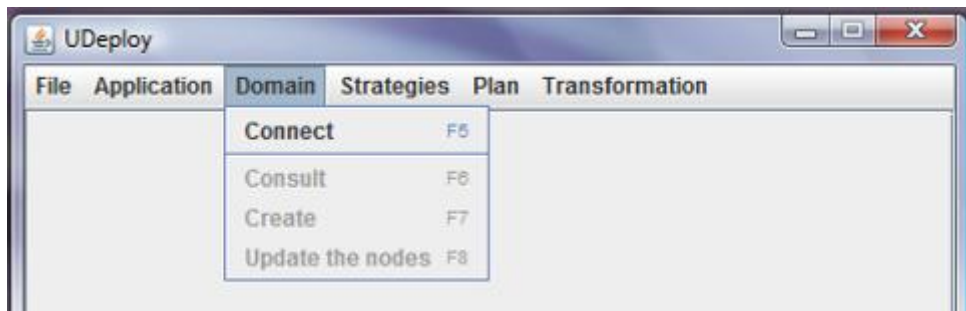 UDeploy
File Application Domain Strategies Plan Transformation
Connect F5
Consult F6
Create F7
Update the nodes F8